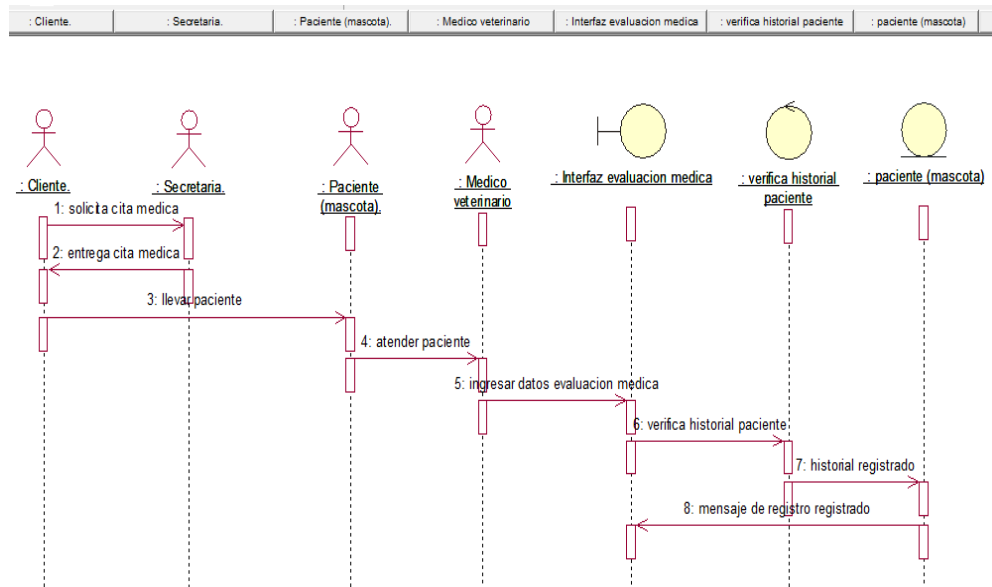 : Cliente.
: Secretaria.
: Paciente (mascota).
: Medico veterinario
: Interfaz evaluacion medica
: verifica historial paciente
: paciente (mascota)
: Cliente.
: Secretaria.
: Paciente
(mascota).
: Medico
veterinario
: Interfaz evaluacion medica
: verifica historial
paciente
: paciente (mascota)
1: solicita cita medica
2: entrega cita medica
3: llevar paciente
4: atender paciente
5: ingresar datos evaluacion medica
6: verifica historial paciente
7: historial registrado
8: mensaje de registro registrado